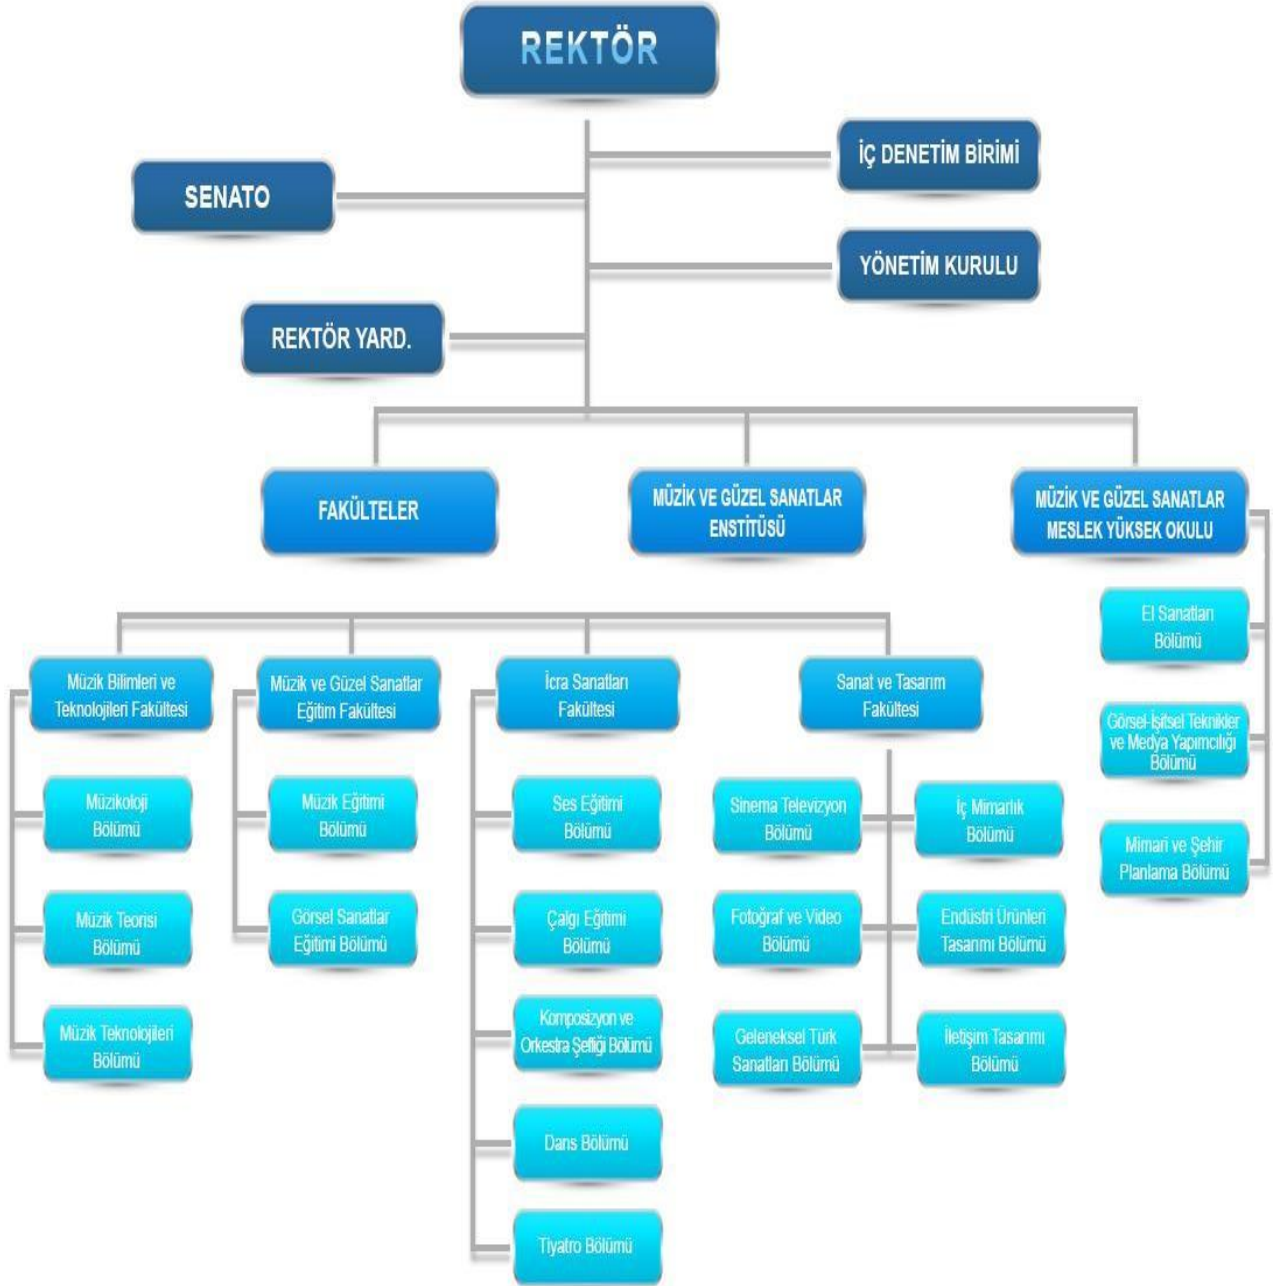 REKTÖR
İÇ DENETİM BİRİMİ
SENATO
YÖNETİM KURULU
REKTÖR YARD.
FAKÜLTELER
MÜZİK VE GÜZEL SANATLAR
ENSTİTÜSÜ
MÜZİK VE GÜZEL SANATLAR
MESLEK YÜKSEK OKULU
El Sanatları
Bölümü
Görsel-İşitsel Teknikler
ve Medya Yapımcılığı
Bölümü
Mimari ve Şehir
Planlama Bölümü
Müzik Bilimleri ve
Teknolojileri Fakültesi
Müzikoloji
Bölümü
Müzik Teorisi
Bölümü
Müzik Teknolojileri
Bölümü
Müzik ve Güzel Sanatlar
Eğitim Fakültesi
Müzik Eğitimi
Bölümü
Görsel Sanatlar
Eğitimi Bölümü
İcra Sanatları
Fakültesi
Ses Eğitimi
Bölümü
Çalgı Eğitimi
Bölümü
Komposizyon ve
Orkestra Şefliği Bölümü
Dans Bölümü
Tiyatro Bölümü
Sanat ve Tasarım
Fakültesi
Sinema Televizyon
Bölümü
Fotoğraf ve Video
Bölümü
Geleneksel Türk
Sanatları Bölümü
İç Mimarlık
Bölümü
Endüstri Ürünleri
Tasarımı Bölümü
İletişim Tasarımı
Bölümü